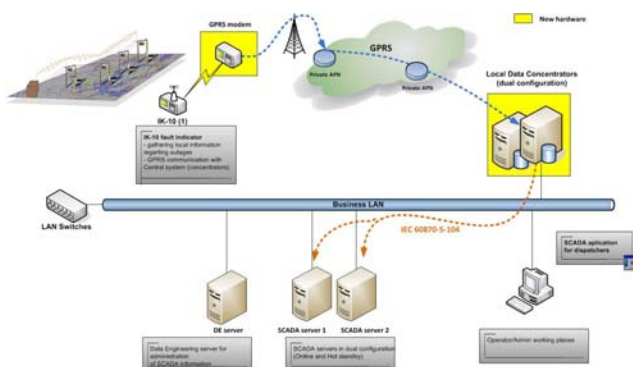 New hardware
GPRS modem
GPRS
Private APN
Private APN
Local Data Concentrators
(dual configuration)
IK-10 (1)
IK-10 fault indicator
- gathering local information
regarting outages
- GPRS communication with
Central system (concentrators)
Business LAN
LAN Switches
IEC 60870-5-104
SCADA aplication
for dispatchers
DE server
SCADA server 1
SCADA server 2
Data Engineering server for
administration
of SCADA information
SCADA servers in dual configuration
(Online and Hot standby)
Operator/Admin working places